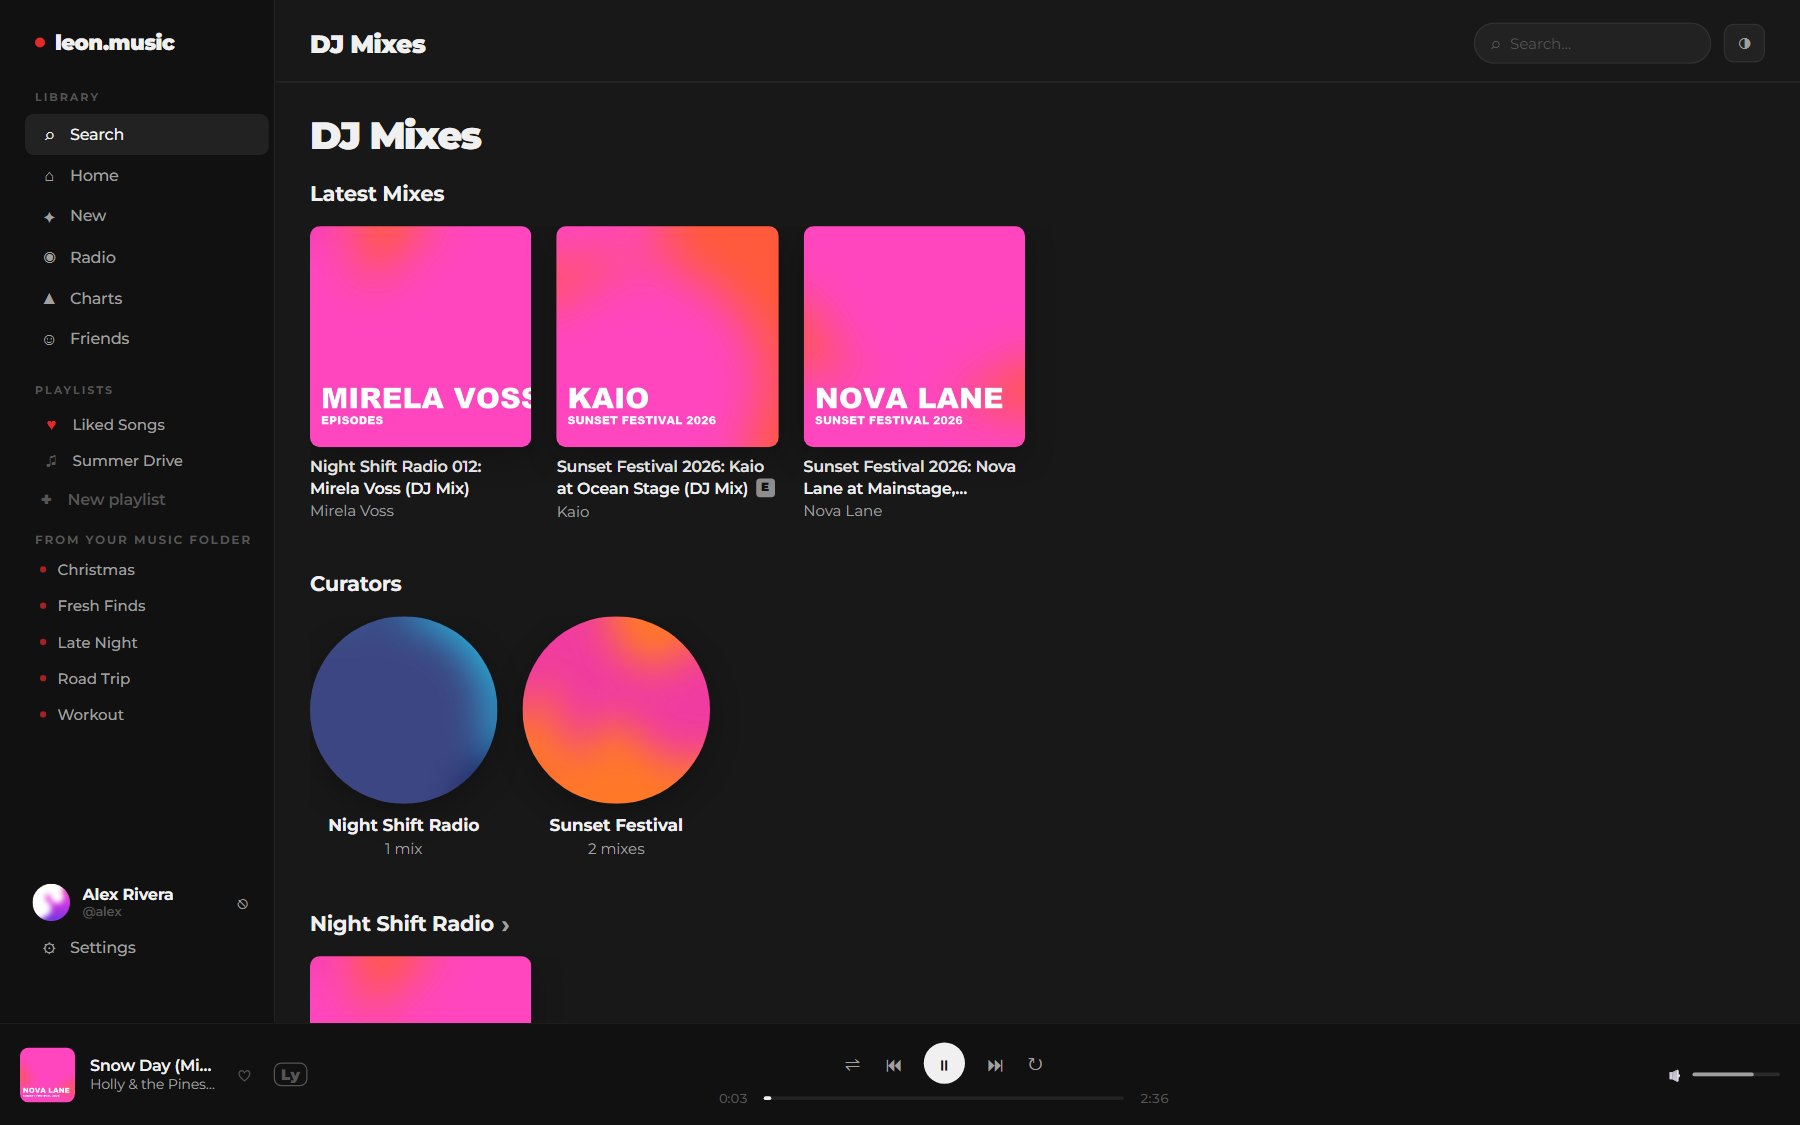 leon.music
LIBRARY
Search
Home
New
Radio
Charts
Friends
PLAYLISTS
Liked Songs
Summer Drive
New playlist
FROM YOUR MUSIC FOLDER
Christmas
Fresh Finds
Late Night
Road Trip
Workout
Alex Rivera
@alex
Settings
DJ Mixes
Search...
DJ Mixes
Latest Mixes
MIRELA VOSS
EPISODES
Night Shift Radio 012:
Mirela Voss (DJ Mix)
Mirela Voss
KAIO
SUNSET FESTIVAL 2026
Sunset Festival 2026: Kaio
at Ocean Stage (DJ Mix) E
Kaio
NOVA LANE
SUNSET FESTIVAL 2026
Sunset Festival 2026: Nova
Lane at Mainstage,...
Nova Lane
Curators
Night Shift Radio
1 mix
Sunset Festival
2 mixes
Night Shift Radio ›
NOVA LANE
Snow Day (Mi...
Holly & the Pines...
Ly
0:03
2:36